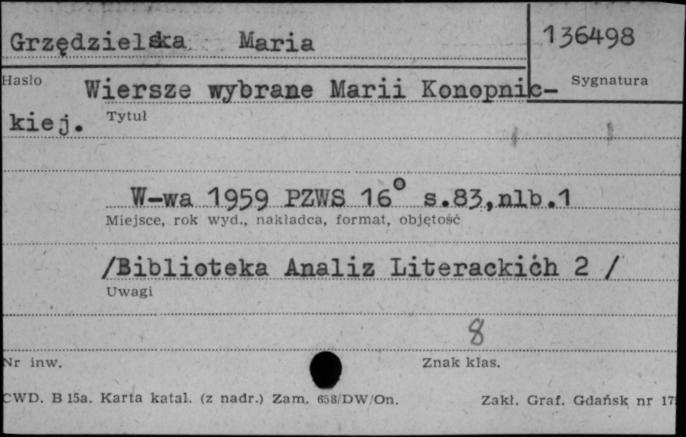 Grzędzielska Maria 136498
Hasło Wiersze wybrane Marii Konopnic- Sygnatura
kiej. Tytuł
W-wa 1959 PZWS 16° s.83,nlb.1
Miejsce, rok wyd., nakładca, format, objętość
/Biblioteka Analiz Literackich 2 /
Uwagi
8
Nr inw. Znak klas.
CWD. B 15a. Karta katal. (z nadr.) Zam. 658/DW/On. Zakł. Graf. Gdańsk nr